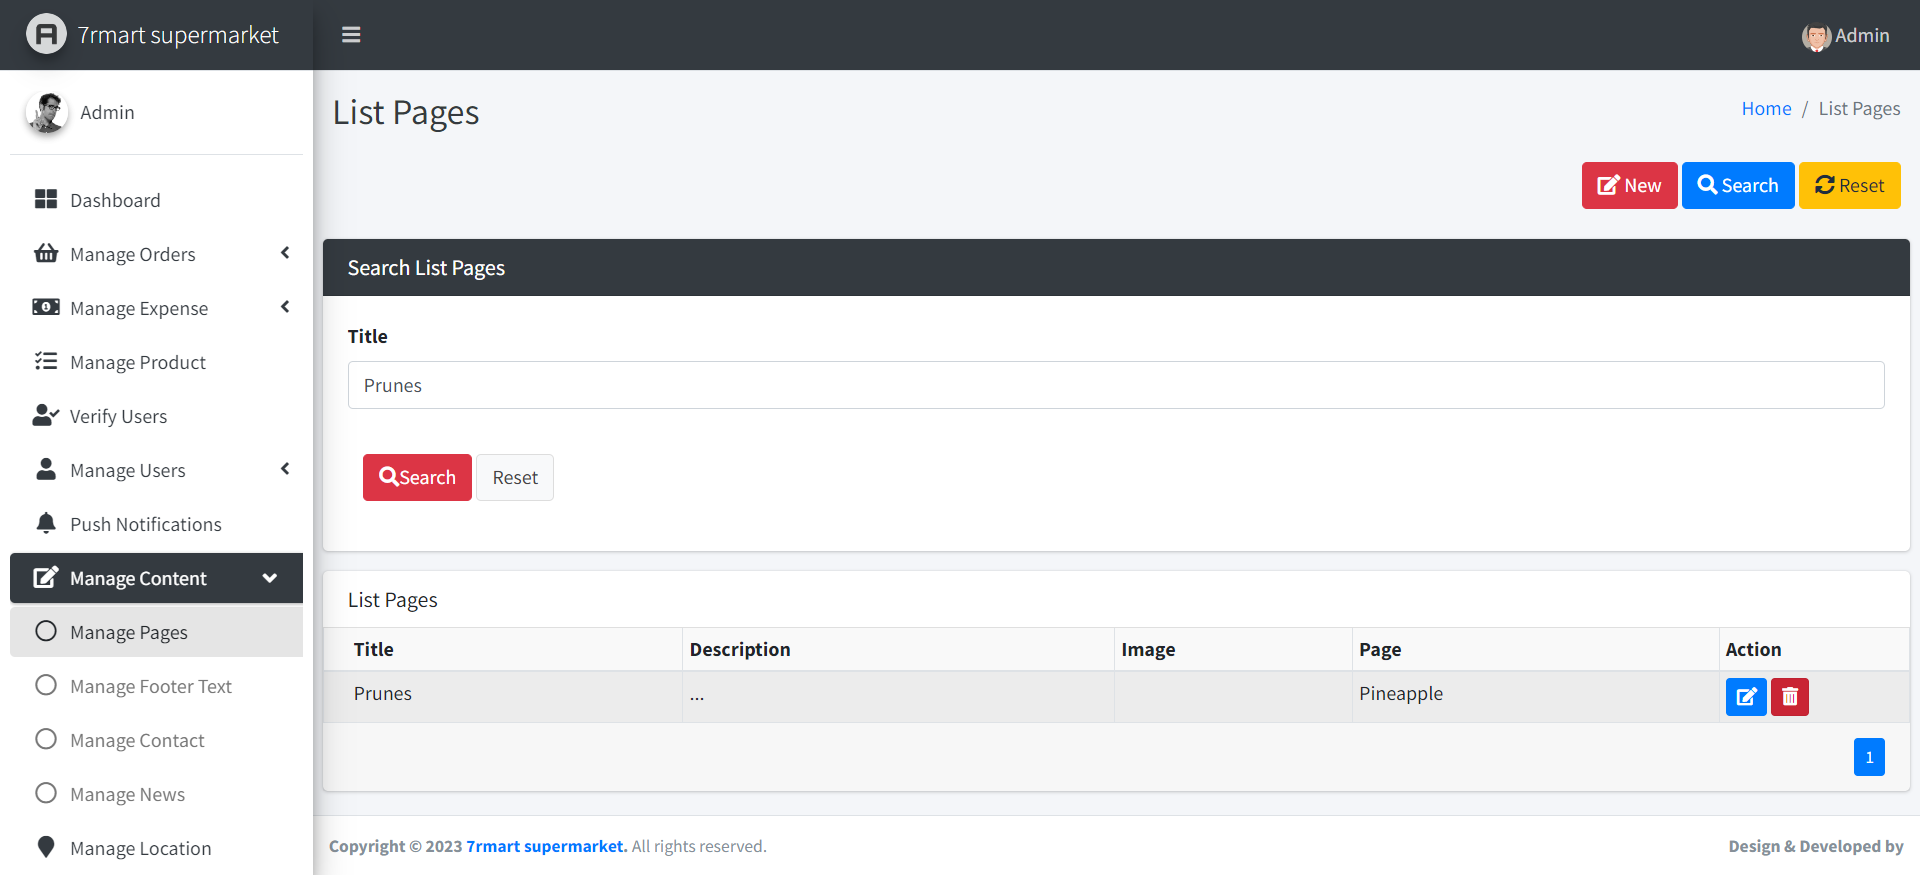 7rmart supermarket
Admin
Admin
Dashboard
Manage Orders
Manage Expense
Manage Product
Verify Users
Manage Users
Push Notifications
Manage Content
Manage Pages
Manage Footer Text
Manage Contact
Manage News
Manage Location
List Pages
Home / List Pages
New Search Reset
Search List Pages
Title
Prunes
Search Reset
List Pages
Title Description Image Page Action
Prunes ... Pineapple
1
Copyright © 2023 7rmart supermarket. All rights reserved.
Design & Developed by